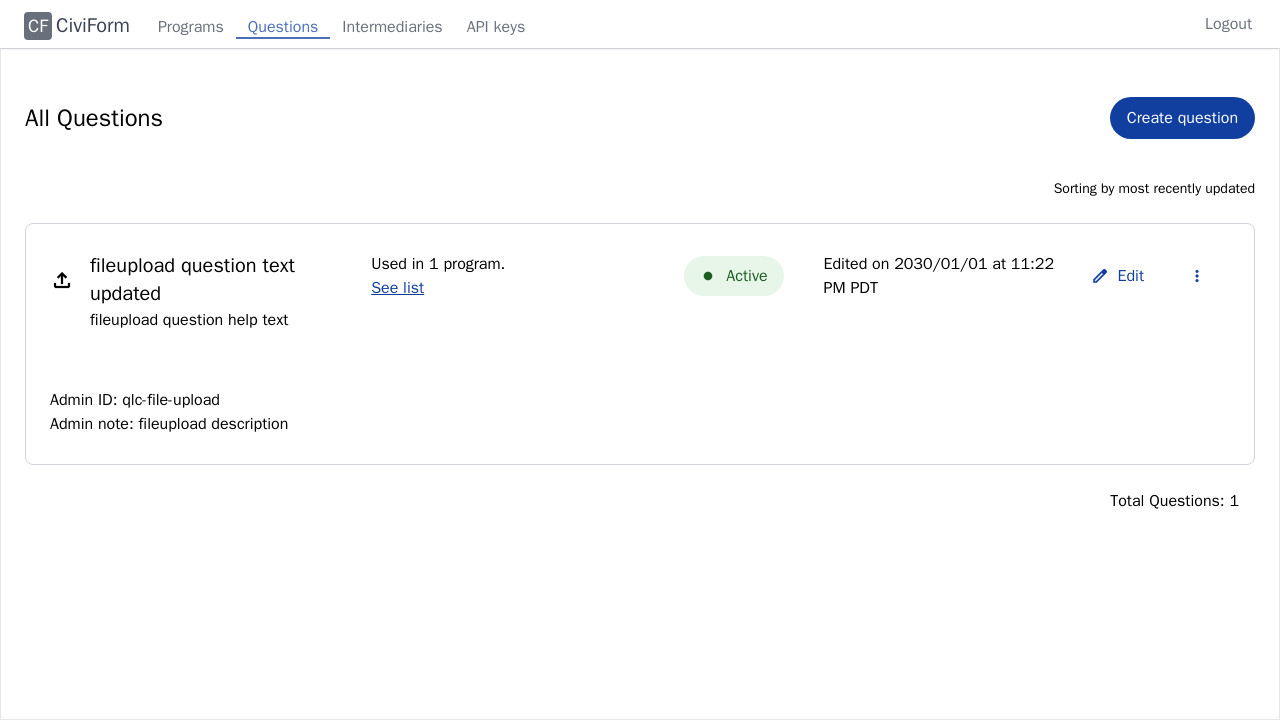 CF CiviForm Programs Questions Intermediaries API keys Logout
All Questions
Create question
Sorting by most recently updated
fileupload question text
updated
fileupload question help text
Used in 1 program.
See list
Active
Edited on 2030/01/01 at 11:22
PM PDT
Edit
Admin ID: qlc-file-upload
Admin note: fileupload description
Total Questions: 1